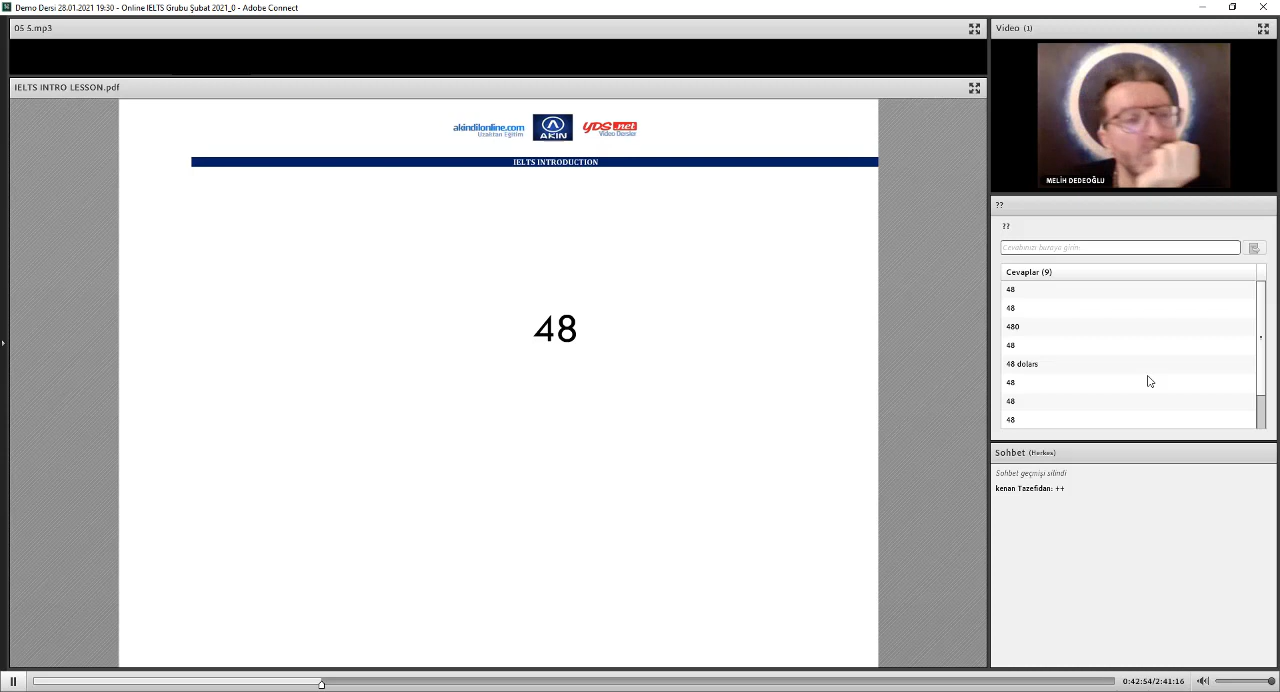 Demo Dersi 28.01.2021 19:30 - Online IELTS Grubu Şubat 2021_0 - Adobe Connect
05 5.mp3
Video (1)
MELİH DEDEOĞLU
IELTS INTRO LESSON.pdf
akindilonline.com
Uzaktan Eğitim
AKIN
YDS.net
Video Dersler
IELTS INTRODUCTION
48
??
??
Cevabınızı buraya girin
Cevaplar (9)
48
48
480
48
48 dolars
48
48
48
Sohbet (Herkes)
Sohbet geçmişi silindi
kenan Tazefidan: ++
0:42:54/2:41:16